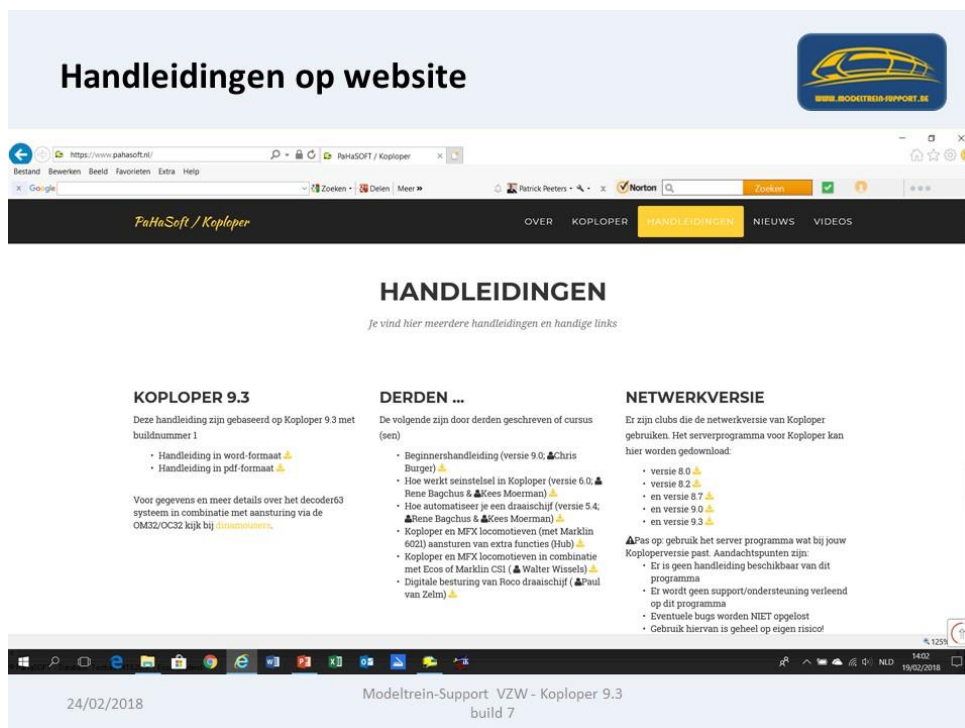 Handleidingen op website
WWW.MODELTREIN-SUPPORT.BE
https://www.pahasoft.nl/
PaHaSOFT / Koploper
Bestand Bewerken Beeld Favorieten Extra Help
x Google
Zoeken
Delen
Meer »
Patrick Peeters
x
Norton
Zoeken
PaHaSoft / Koploper
OVER
KOPLOPER
HANDLEIDINGEN
NIEUWS
VIDEOS
HANDLEIDINGEN
Je vind hier meerdere handleidingen en handige links
KOPLOPER 9.3
Deze handleiding zijn gebaseerd op Koploper 9.3 met
buildnummer 1
• Handleiding in word-formaat
• Handleiding in pdf-formaat
Voor gegevens en meer details over het decoder63
systeem in combinatie met aansturing via de
OM32/OC32 kijk bij dinamousers.
DERDEN ...
De volgende zijn door derden geschreven of cursus
(sen)
• Beginnershandleiding (versie 9.0; Chris
Burger)
• Hoe werkt seinstelsel in Koploper (versie 6.0;
Rene Bagchus & Kees Moerman)
• Hoe automatiseer je een draaischijf (versie 5.4;
Rene Bagchus & Kees Moerman)
• Koploper en MFX locomotieven (met Marklin
6021) aansturen van extra functies (Hub)
• Koploper en MFX locomotieven in combinatie
met Ecos of Marklin CS1 ( Walter Wissels)
• Digitale besturing van Roco draaischijf ( Paul
van Zelm)
NETWERKVERSIE
Er zijn clubs die de netwerkversie van Koploper
gebruiken. Het serverprogramma voor Koploper kan
hier worden gedownload:
• versie 8.0
• versie 8.2
• en versie 8.7
• en versie 9.0
• en versie 9.3
Pas op: gebruik het server programma wat bij jouw
Koploperversie past. Aandachtspunten zijn:
• Er is geen handleiding beschikbaar van dit
programma
• Er wordt geen support/ondersteuning verleend
op dit programma
• Eventuele bugs worden NIET opgelost
• Gebruik hiervan is geheel op eigen risico!
125%
NLD
14:02
19/02/2018
24/02/2018
Modeltrein-Support VZW - Koploper 9.3
build 7